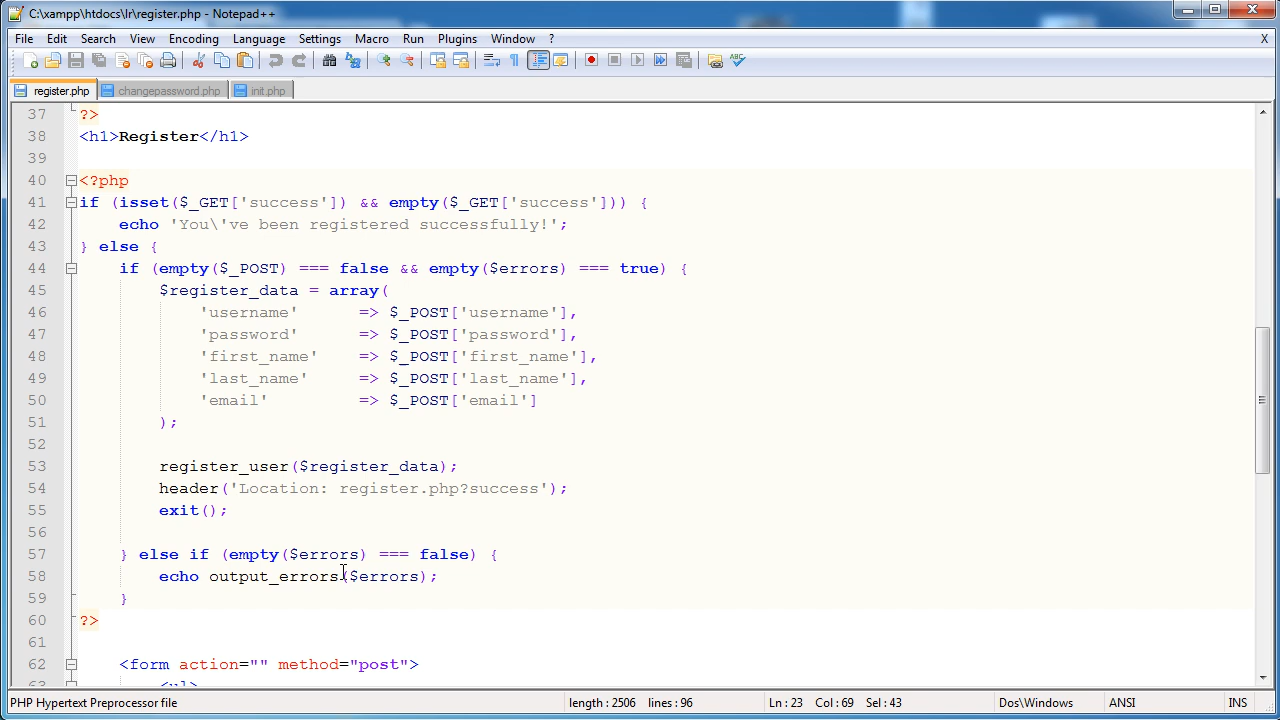 C:\xampp\htdocs\lr\register.php - Notepad++
File Edit Search View Encoding Language Settings Macro Run Plugins Window ? X
register.php changepassword.php init.php
37 ?>
38 <h1>Register</h1>
39
40 <?php
41 if (isset($_GET['success']) && empty($_GET['success'])) {
42 echo 'You\'ve been registered successfully!';
43 } else {
44 if (empty($_POST) === false && empty($errors) === true) {
45 $register_data = array(
46 'username' => $_POST['username'],
47 'password' => $_POST['password'],
48 'first_name' => $_POST['first_name'],
49 'last_name' => $_POST['last_name'],
50 'email' => $_POST['email']
51 );
52
53 register_user($register_data);
54 header('Location: register.php?success');
55 exit();
56
57 } else if (empty($errors) === false) {
58 echo output_errors($errors);
59 }
60 ?>
61
62 <form action="" method="post">
63 <ul>
PHP Hypertext Preprocessor file length : 2506 lines : 96 Ln : 23 Col : 69 Sel : 43 Dos\Windows ANSI INS